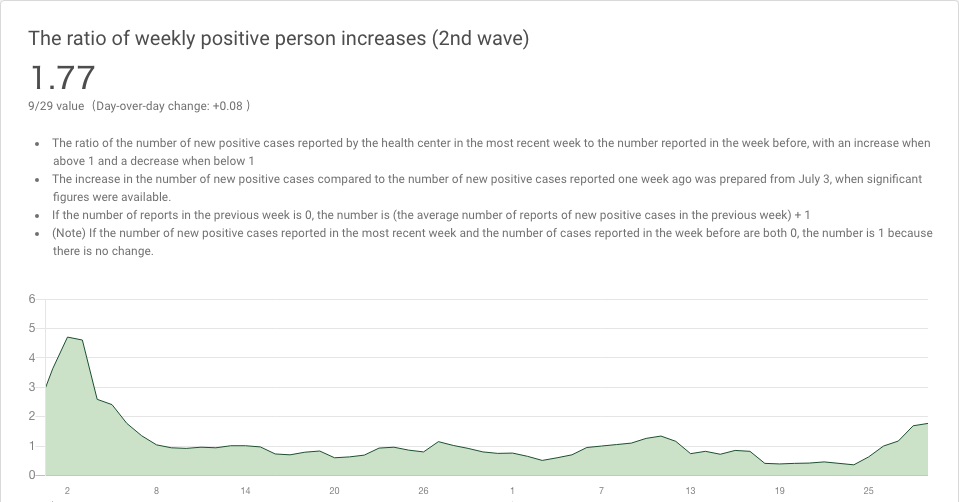 The ratio of weekly positive person increases (2nd wave)
1.77
9/29 value（Day-over-day change: +0.08 ）
• The ratio of the number of new positive cases reported by the health center in the most recent week to the number reported in the week before, with an increase when
above 1 and a decrease when below 1
• The increase in the number of new positive cases compared to the number of new positive cases reported one week ago was prepared from July 3, when significant
figures were available.
• If the number of reports in the previous week is 0, the number is (the average number of reports of new positive cases in the previous week) + 1
• (Note) If the number of new positive cases reported in the most recent week and the number of cases reported in the week before are both 0, the number is 1 because
there is no change.
6
5
4
3
2
1
0
2 8 14 20 26 1 7 13 19 25